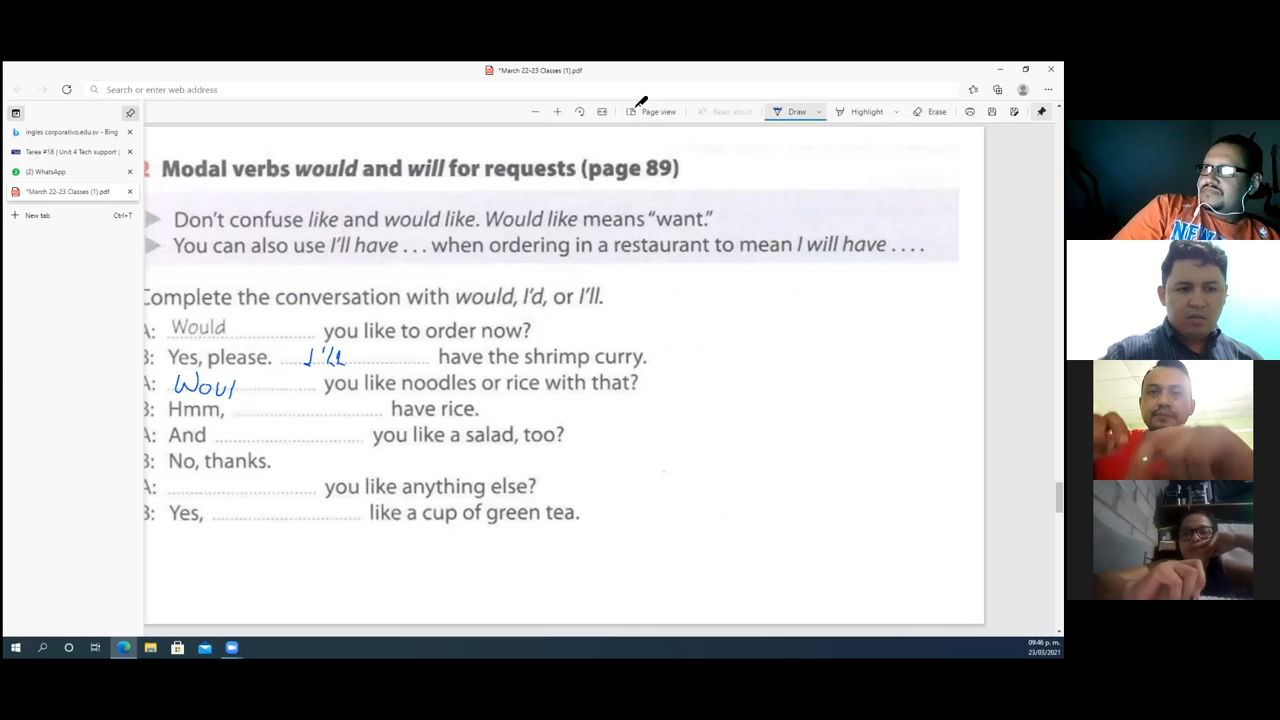 *March 22-23 Classes (1).pdf
Search or enter web address
Page view
Read aloud
Draw
Highlight
Erase
ingles corporativo.edu.sv - Bing
Tarea #18 | Unit 4 Tech support |
(2) WhatsApp
*March 22-23 Classes (1).pdf
New tab
Ctrl+T
2 Modal verbs would and will for requests (page 89)
Don't confuse like and would like. Would like means "want."
You can also use I'll have . . . when ordering in a restaurant to mean I will have . . . .
Complete the conversation with would, I'd, or I'll.
A: Would you like to order now?
B: Yes, please. I'll have the shrimp curry.
A: Woul you like noodles or rice with that?
B: Hmm, have rice.
A: And you like a salad, too?
B: No, thanks.
A: you like anything else?
B: Yes, like a cup of green tea.
09:46 p. m.
23/03/2021